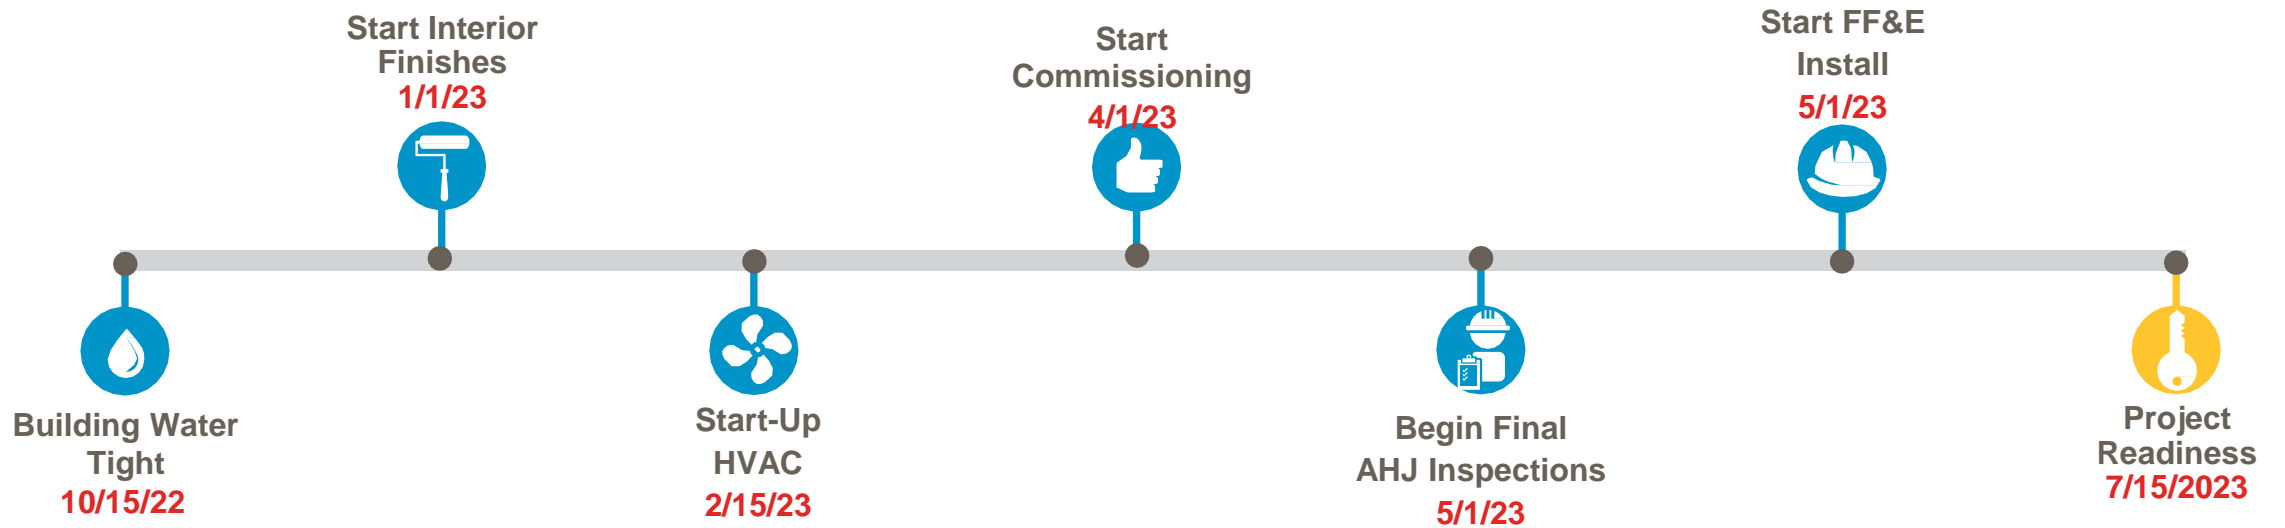 Start Interior
Finishes
1/1/23
Start
Commissioning
4/1/23
Start FF&E
Install
5/1/23
Building Water
Tight
10/15/22
Start-Up
HVAC
2/15/23
Begin Final
AHJ Inspections
5/1/23
Project
Readiness
7/15/2023